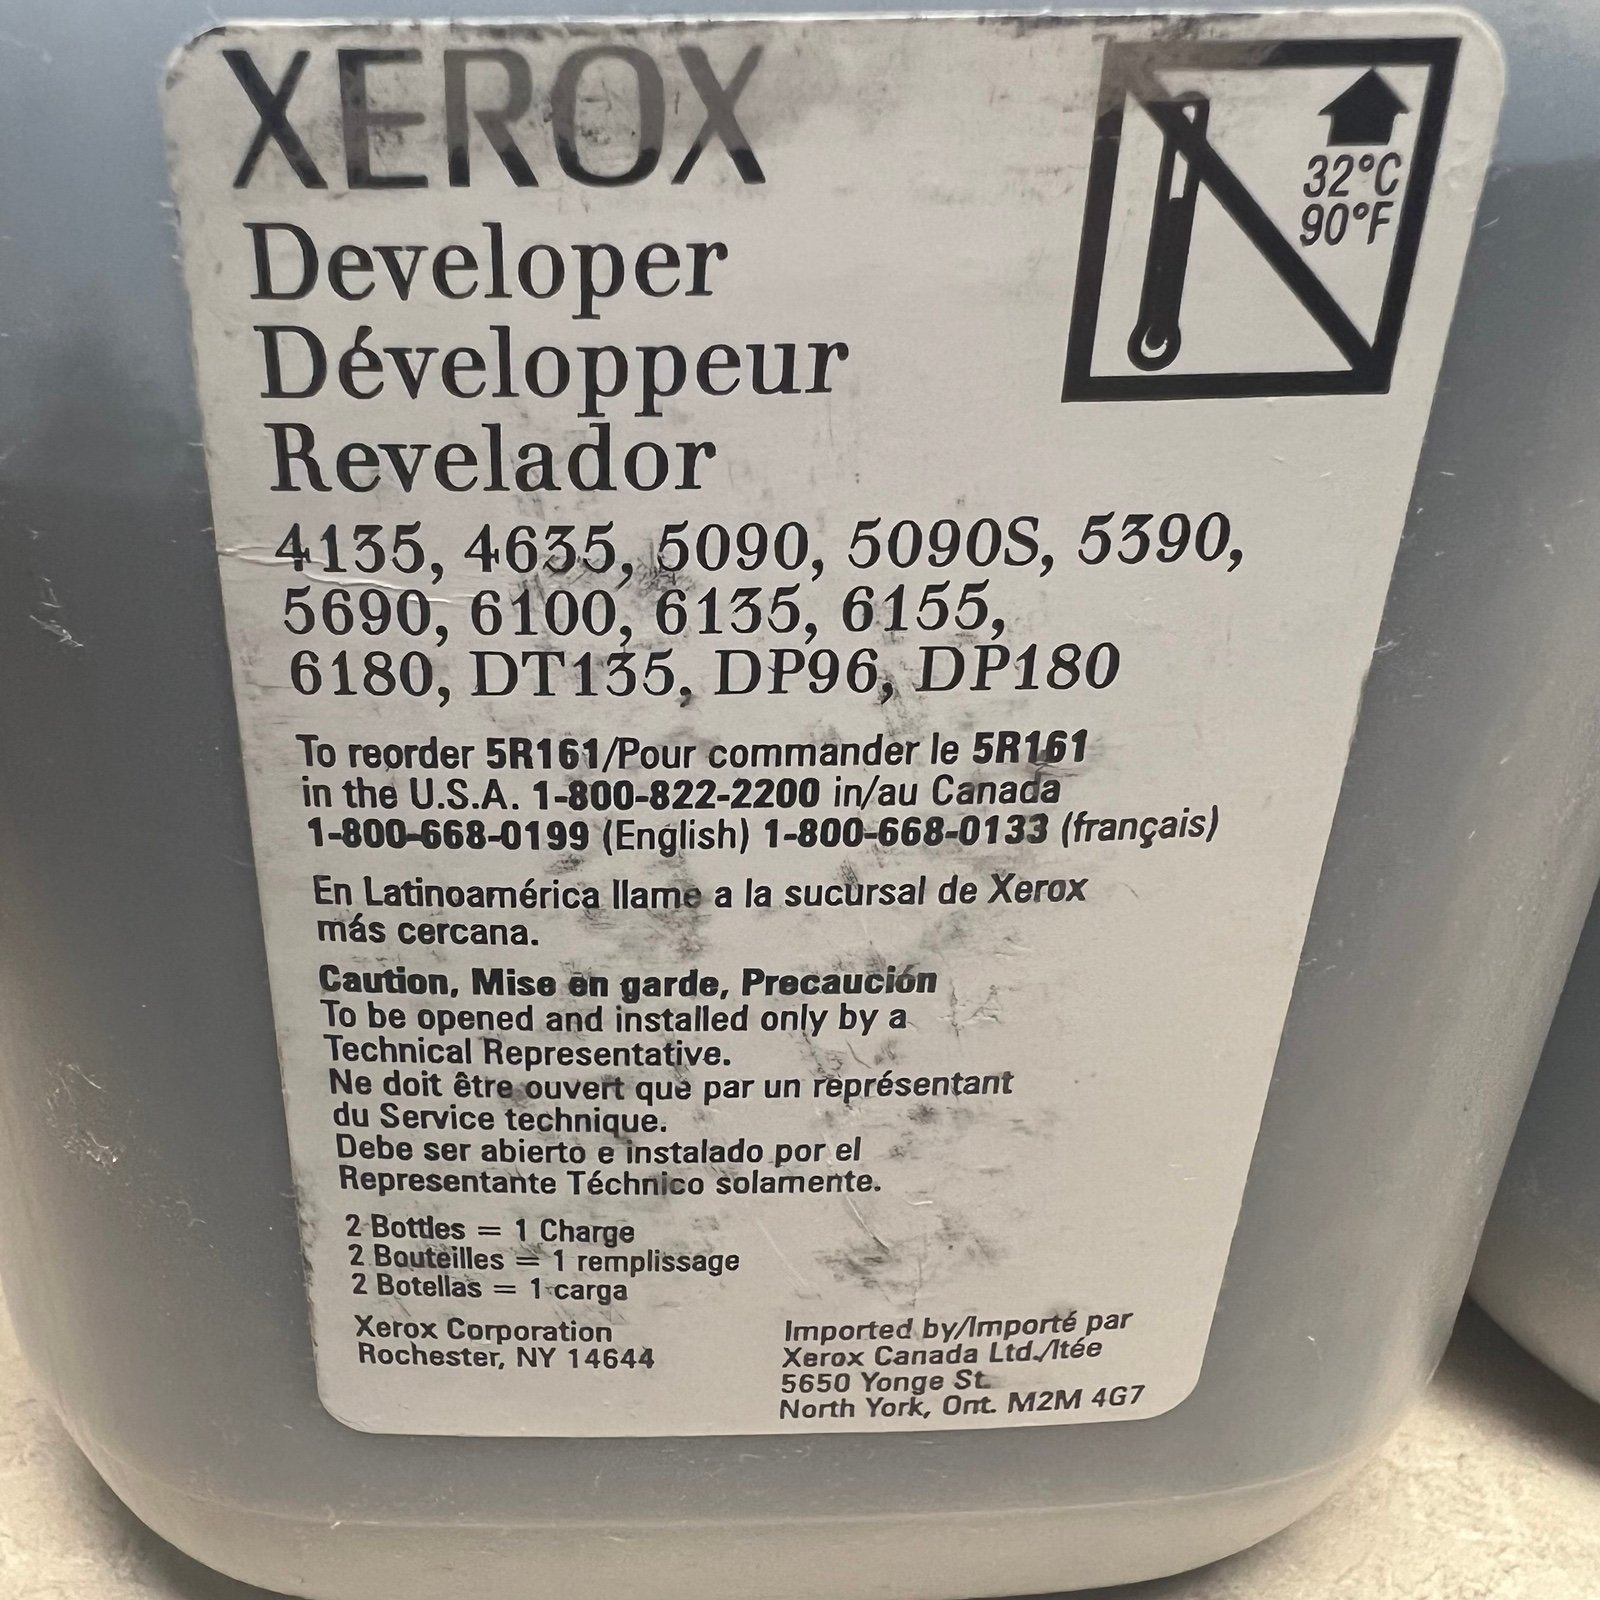 XEROX
32°C
90°F
Developer
Développeur
Revelador
4135, 4635, 5090, 5090S, 5390,
5690, 6100, 6135, 6155,
6180, DT135, DP96, DP180
To reorder 5R161/Pour commander le 5R161
in the U.S.A. 1-800-822-2200 in/au Canada
1-800-668-0199 (English) 1-800-668-0133 (français)
En Latinoamérica llame a la sucursal de Xerox
más cercana.
Caution, Mise en garde, Precaución
To be opened and installed only by a
Technical Representative.
Ne doit être ouvert que par un représentant
du Service technique.
Debe ser abierto e instalado por el
Representante Téchnico solamente.
2 Bottles = 1 Charge
2 Bouteilles = 1 remplissage
2 Botellas = 1 carga
Xerox Corporation
Rochester, NY 14644
Imported by/Importé par
Xerox Canada Ltd./ltée
5650 Yonge St.
North York, Ont. M2M 4G7